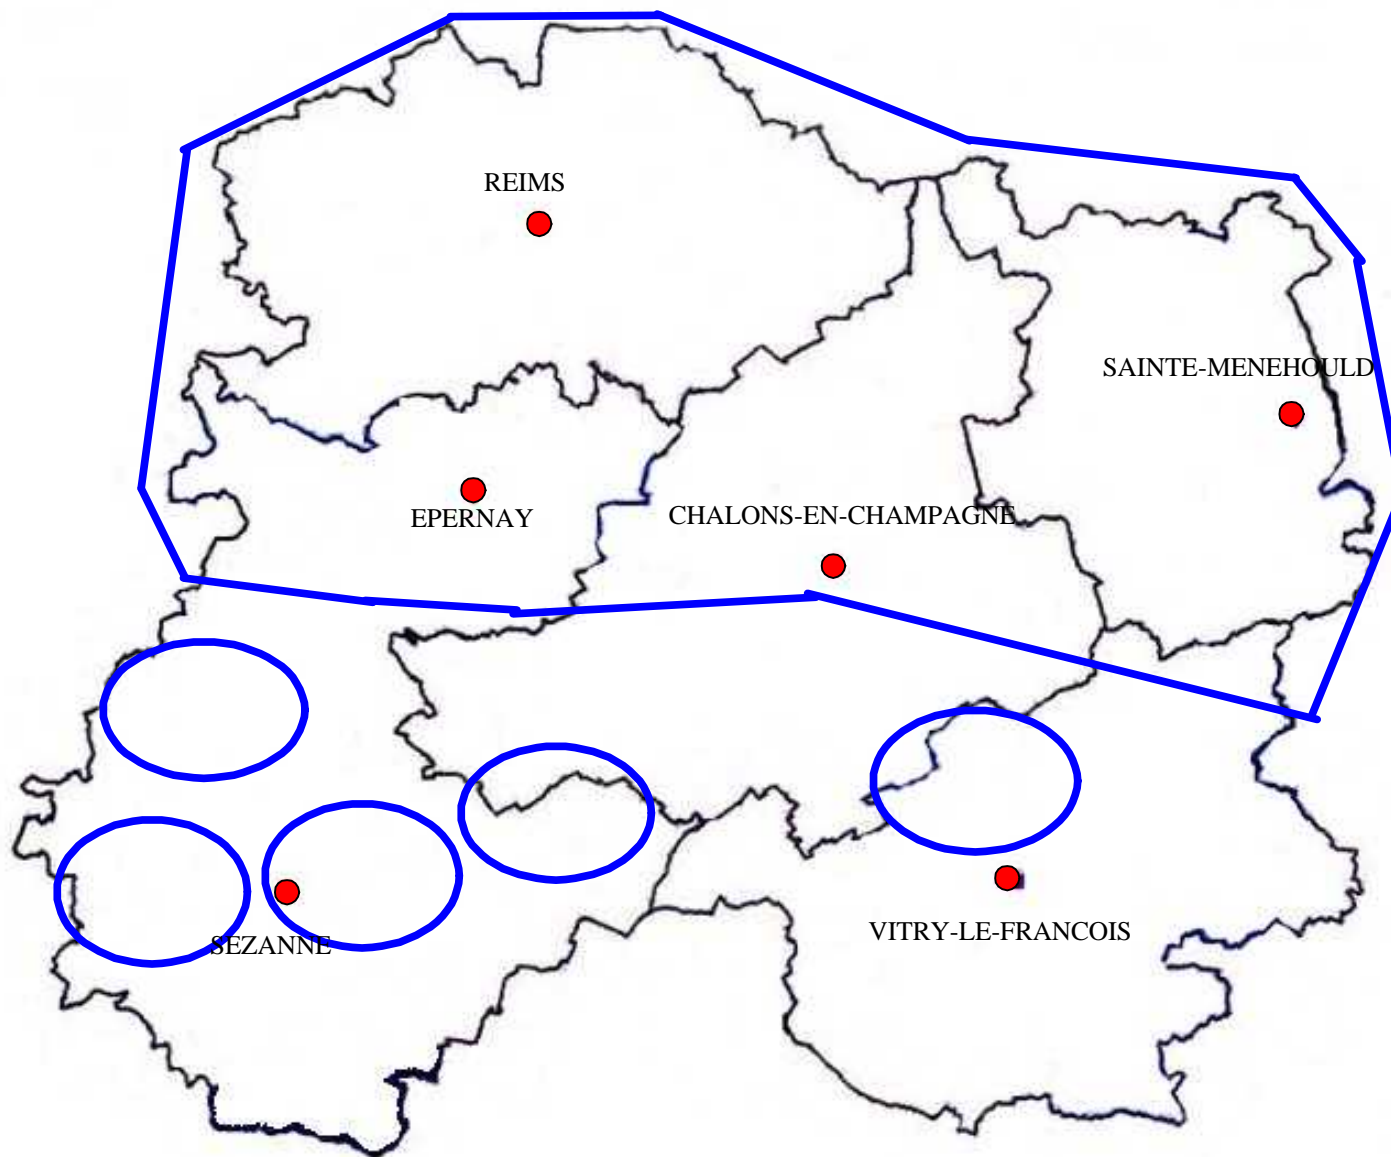 REIMS
SAINTE-MENEHOULD
EPERNAY
CHALONS-EN-CHAMPAGNE
SEZANNE
VITRY-LE-FRANCOIS